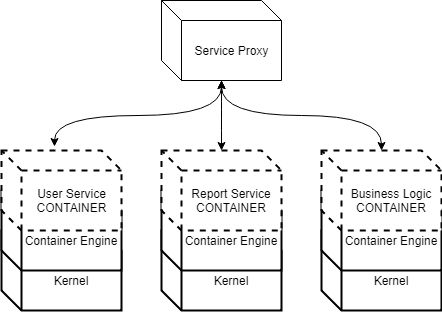 Service Proxy
User Service
CONTAINER
Report Service
CONTAINER
Business Logic
CONTAINER
Container Engine
Container Engine
Container Engine
Kernel
Kernel
Kernel